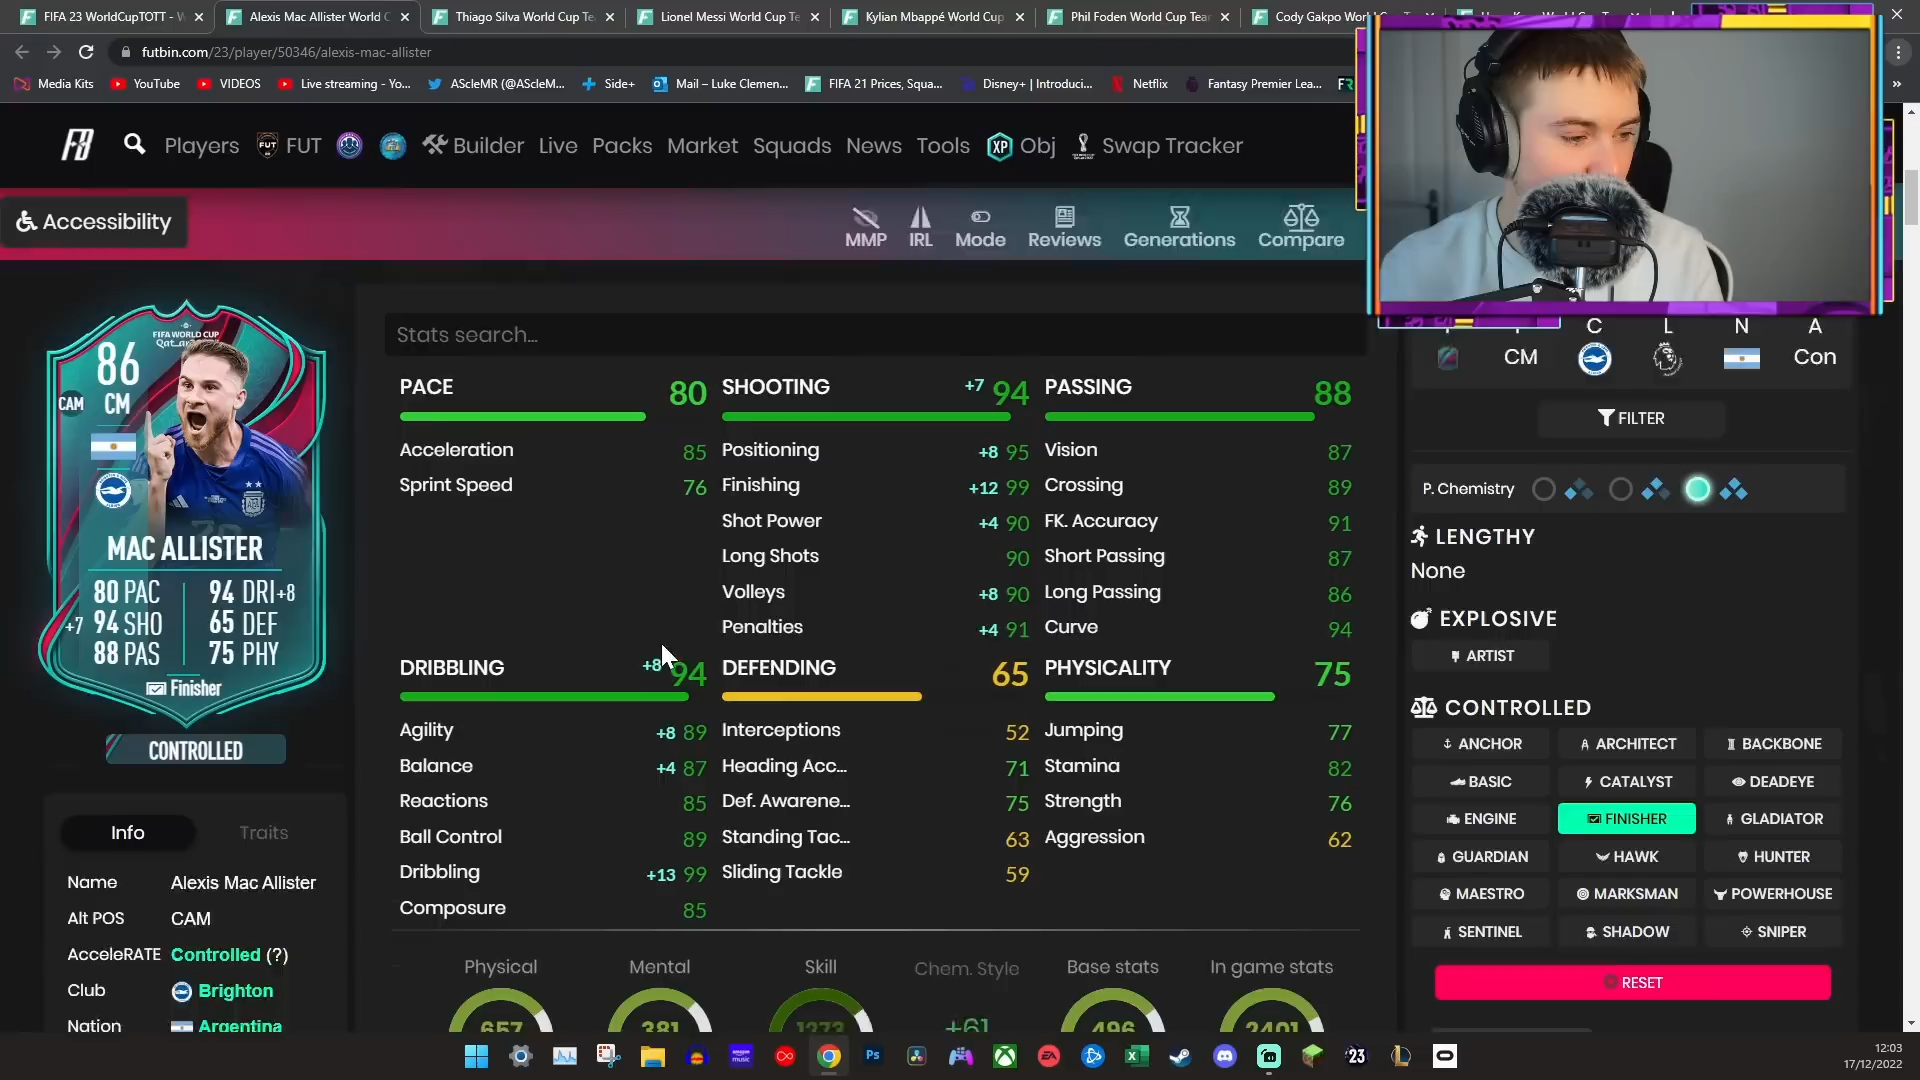 FIFA 23 WorldCupTOTT - W
Alexis Mac Allister World C
Thiago Silva WorldCup Te
Lionel Messi World Cup Te
Kylian Mbappé World Cup
Phil Foden World Cup Tear
Cody Gakpo World
futbin.com/23/player/50346/alexis-mac-allister
Media Kits
YouTube
VIDEOS
Live streaming - Yo...
AScleMR (@AScleM...
Side+
Mail – Luke Clemen...
FIFA 21 Prices, Squa...
Disney+ | Introduci...
Netflix
Fantasy Premier Lea...
FR
»
Players
FUT
Builder
Live
Packs
Market
Squads
News
Tools
XP Obj
Swap Tracker
Accessibility
MMP
IRL
Mode
Reviews
Generations
Compare
FIFA WORLD CUP
86
CAM
CM
MAC ALLISTER
80 PAC 94 DRI+8
+7 94 SHO 65 DEF
88 PAS 75 PHY
Finisher
CONTROLLED
Info Traits
Name Alexis Mac Allister
Alt POS CAM
AcceleRATE Controlled (?)
Club Brighton
Nation Argentina
Stats search...
PACE 80
Acceleration 85
Sprint Speed 76
SHOOTING +7 94
Positioning +8 95
Finishing +12 99
Shot Power +4 90
Long Shots 90
Volleys +8 90
Penalties +4 91
PASSING 88
Vision 87
Crossing 89
FK. Accuracy 91
Short Passing 87
Long Passing 86
Curve 94
DRIBBLING +8 94
Agility +8 89
Balance +4 87
Reactions 85
Ball Control 89
Dribbling +13 99
Composure 85
DEFENDING 65
Interceptions 52
Heading Acc... 71
Def. Awarene... 75
Standing Tac... 63
Sliding Tackle 59
PHYSICALITY 75
Jumping 77
Stamina 82
Strength 76
Aggression 62
Physical
Mental
Skill
Chem. Style
Base stats
In game stats
657
381
1273
+61
496
2401
C L N A
CM Con
FILTER
P. Chemistry
LENGTHY
None
EXPLOSIVE
ARTIST
CONTROLLED
ANCHOR ARCHITECT BACKBONE
BASIC CATALYST DEADEYE
ENGINE FINISHER GLADIATOR
GUARDIAN HAWK HUNTER
MAESTRO MARKSMAN POWERHOUSE
SENTINEL SHADOW SNIPER
RESET
Ps
EA
23
12:03
17/12/2022